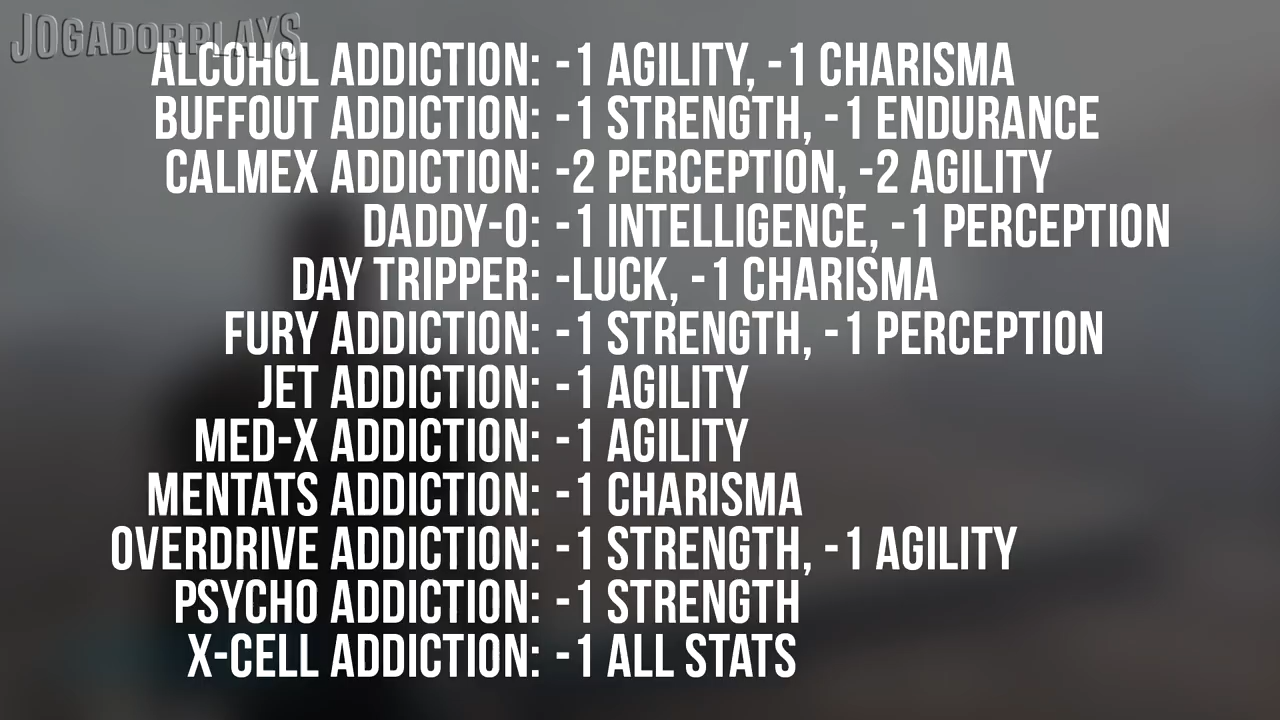 JOGADORPLAYS
ALCOHOL ADDICTION: -1 AGILITY, -1 CHARISMA
BUFFOUT ADDICTION: -1 STRENGTH, -1 ENDURANCE
CALMEX ADDICTION: -2 PERCEPTION, -2 AGILITY
DADDY-O: -1 INTELLIGENCE, -1 PERCEPTION
DAY TRIPPER: -LUCK, -1 CHARISMA
FURY ADDICTION: -1 STRENGTH, -1 PERCEPTION
JET ADDICTION: -1 AGILITY
MED-X ADDICTION: -1 AGILITY
MENTATS ADDICTION: -1 CHARISMA
OVERDRIVE ADDICTION: -1 STRENGTH, -1 AGILITY
PSYCHO ADDICTION: -1 STRENGTH
X-CELL ADDICTION: -1 ALL STATS